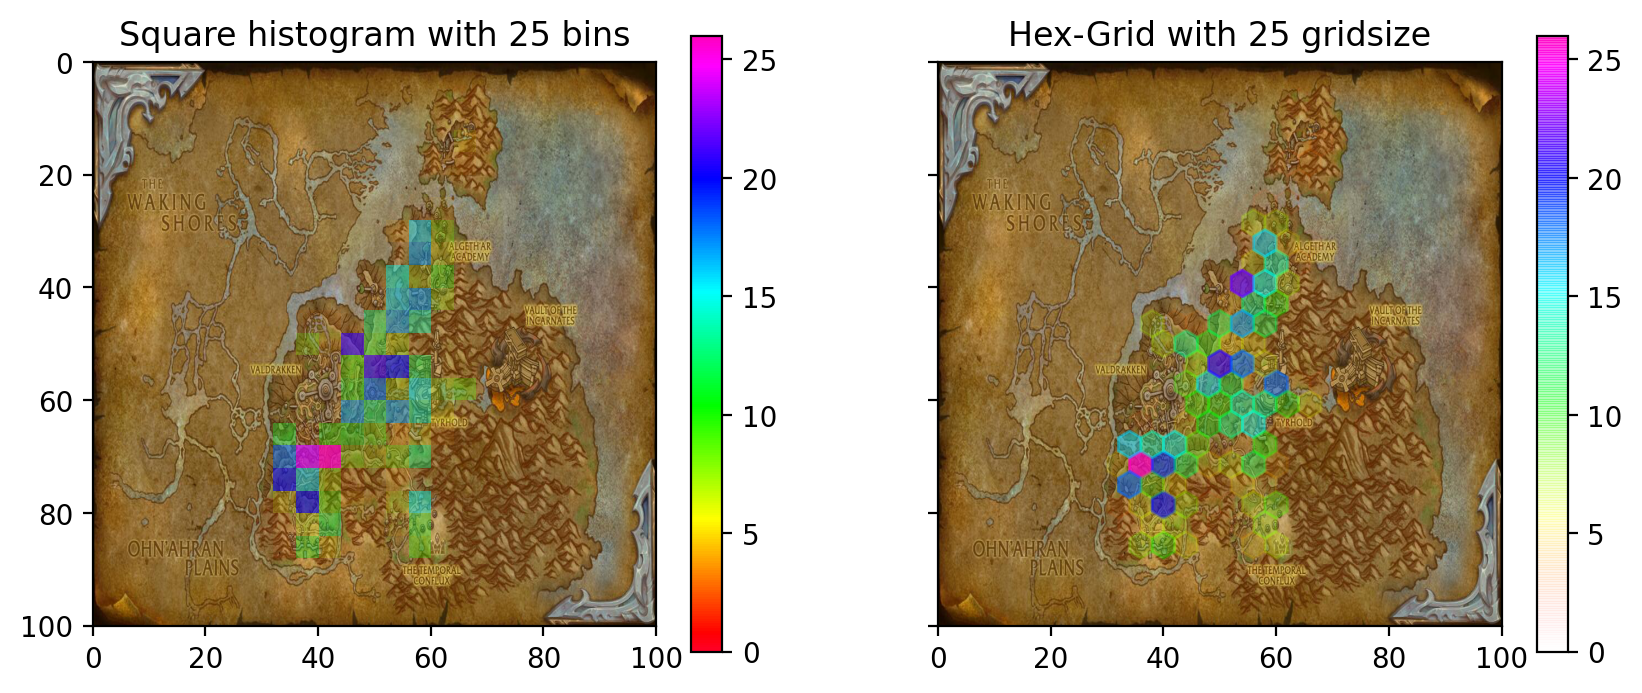 Square histogram with 25 bins
0
20
40
60
80
100
0
20
40
60
80
100
THE
WAKING
SHORES
ALGETH'AR
ACADEMY
VAULT OF THE
INCARNATES
VALDRAKKEN
TYRHOLD
OHN'AHRAN
PLAINS
THE TEMPORAL
CONFLUX
25
20
15
10
5
0
Hex-Grid with 25 gridsize
0
20
40
60
80
100
THE
WAKING
SHORES
ALGETH'AR
ACADEMY
VAULT OF THE
INCARNATES
VALDRAKKEN
TYRHOLD
OHN'AHRAN
PLAINS
THE TEMPORAL
CONFLUX
25
20
15
10
5
0